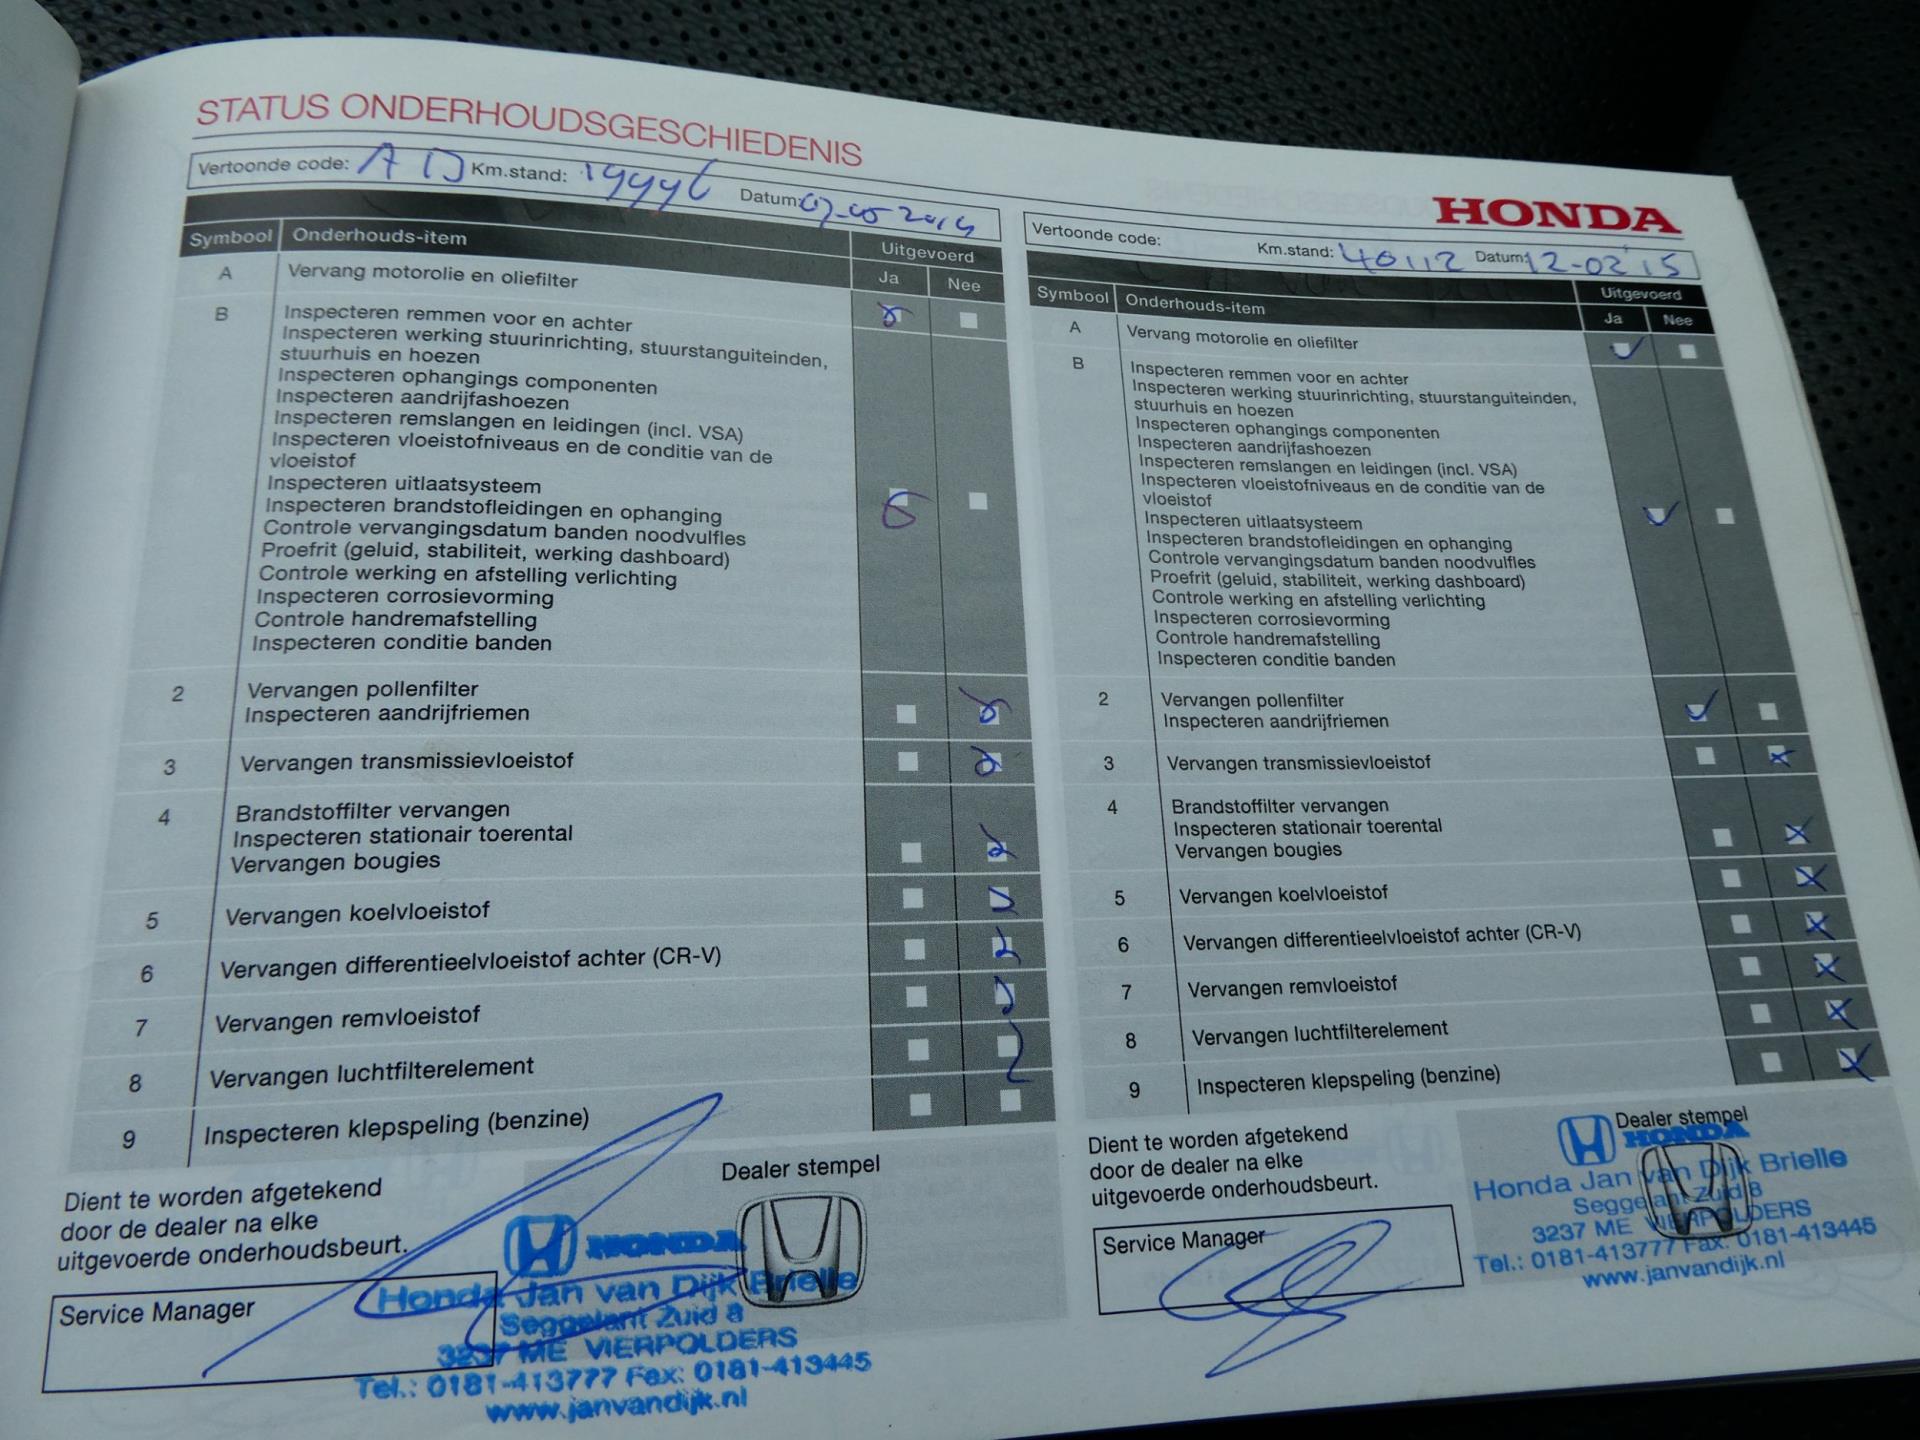 STATUS ONDERHOUDSGESCHIEDENIS
Vertoonde code: A Km.stand: 19996 Datum: 07-05 2014
Symbool Onderhouds-item Uitgevoerd
Ja Nee
A Vervang motorolie en oliefilter
B Inspecteren remmen voor en achter
Inspecteren werking stuurinrichting, stuurstanguiteinden,
stuurhuis en hoezen
Inspecteren ophangings componenten
Inspecteren aandrijfashoezen
Inspecteren remslangen en leidingen (incl. VSA)
Inspecteren vloeistofniveaus en de conditie van de
vloeistof
Inspecteren uitlaatsysteem
Inspecteren brandstofleidingen en ophanging
Controle vervangingsdatum banden noodvulfles
Proefrit (geluid, stabiliteit, werking dashboard)
Controle werking en afstelling verlichting
Inspecteren corrosievorming
Controle handremafstelling
Inspecteren conditie banden
2 Vervangen pollenfilter
Inspecteren aandrijfriemen
3 Vervangen transmissievloeistof
4 Brandstoffilter vervangen
Inspecteren stationair toerental
Vervangen bougies
5 Vervangen koelvloeistof
6 Vervangen differentieelvloeistof achter (CR-V)
7 Vervangen remvloeistof
8 Vervangen luchtfilterelement
9 Inspecteren klepspeling (benzine)
Dient te worden afgetekend
door de dealer na elke
uitgevoerde onderhoudsbeurt.
Service Manager
Dealer stempel
HONDA
Honda Jan van Dijk Brielle
Seggelant Zuid 8
3237 ME VIERPOLDERS
Tel.: 0181-413777 Fax: 0181-413445
www.janvandijk.nl
HONDA
Vertoonde code: Km.stand: 40112 Datum: 12-02 '15
Symbool Onderhouds-item Uitgevoerd
Ja Nee
A Vervang motorolie en oliefilter
B Inspecteren remmen voor en achter
Inspecteren werking stuurinrichting, stuurstanguiteinden,
stuurhuis en hoezen
Inspecteren ophangings componenten
Inspecteren aandrijfashoezen
Inspecteren remslangen en leidingen (incl. VSA)
Inspecteren vloeistofniveaus en de conditie van de
vloeistof
Inspecteren uitlaatsysteem
Inspecteren brandstofleidingen en ophanging
Controle vervangingsdatum banden noodvulfles
Proefrit (geluid, stabiliteit, werking dashboard)
Controle werking en afstelling verlichting
Inspecteren corrosievorming
Controle handremafstelling
Inspecteren conditie banden
2 Vervangen pollenfilter
Inspecteren aandrijfriemen
3 Vervangen transmissievloeistof
4 Brandstoffilter vervangen
Inspecteren stationair toerental
Vervangen bougies
5 Vervangen koelvloeistof
6 Vervangen differentieelvloeistof achter (CR-V)
7 Vervangen remvloeistof
8 Vervangen luchtfilterelement
9 Inspecteren klepspeling (benzine)
Dient te worden afgetekend
door de dealer na elke
uitgevoerde onderhoudsbeurt.
Service Manager
Dealer stempel
HONDA
Honda Jan van Dijk Brielle
Seggelant Zuid 8
3237 ME VIERPOLDERS
Tel.: 0181-413777 Fax: 0181-413445
www.janvandijk.nl